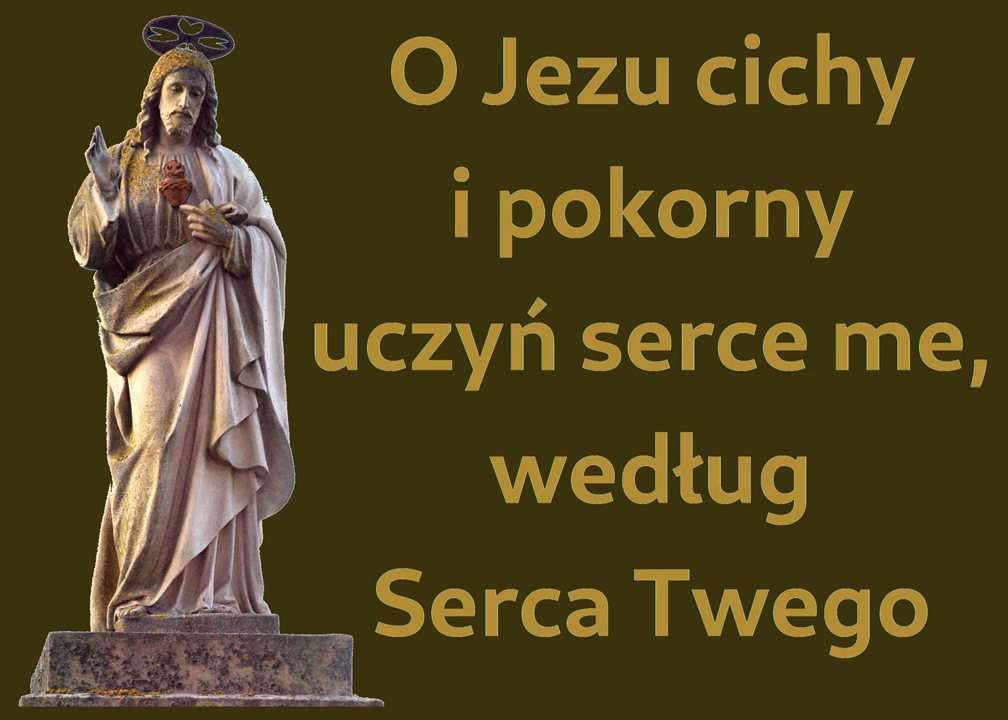 O Jezu cichy
i pokorny
uczyń serce me,
według
Serca Twego